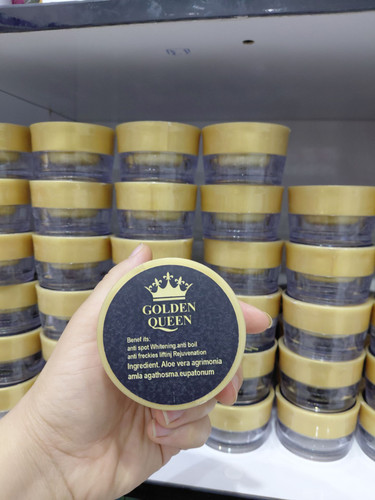 GOLDEN
QUEEN
Benef its:
anti spot Whitening.anti boil
anti freckies liftinj Rejuvenation
Ingredient. Aloe vera agrimonia
amla agathosma.eupatonum